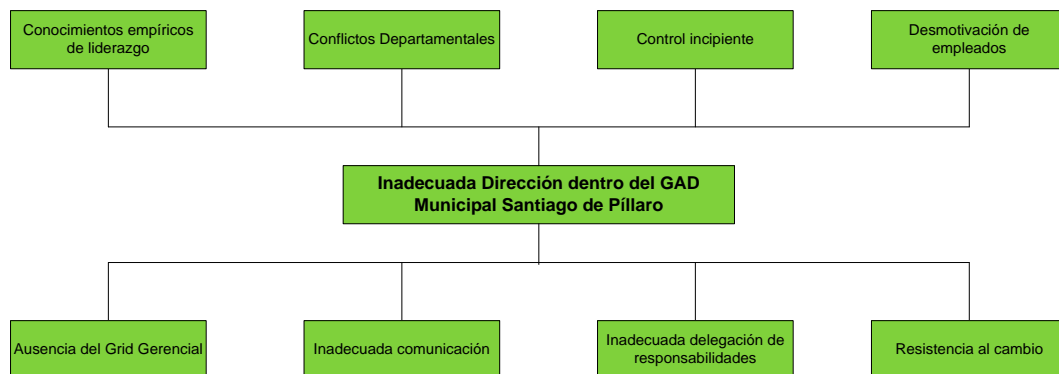 Conocimientos empíricos
de liderazgo
Conflictos Departamentales
Control incipiente
Desmotivación de
empleados
Inadecuada Dirección dentro del GAD
Municipal Santiago de Píllaro
Ausencia del Grid Gerencial
Inadecuada comunicación
Inadecuada delegación de
responsabilidades
Resistencia al cambio